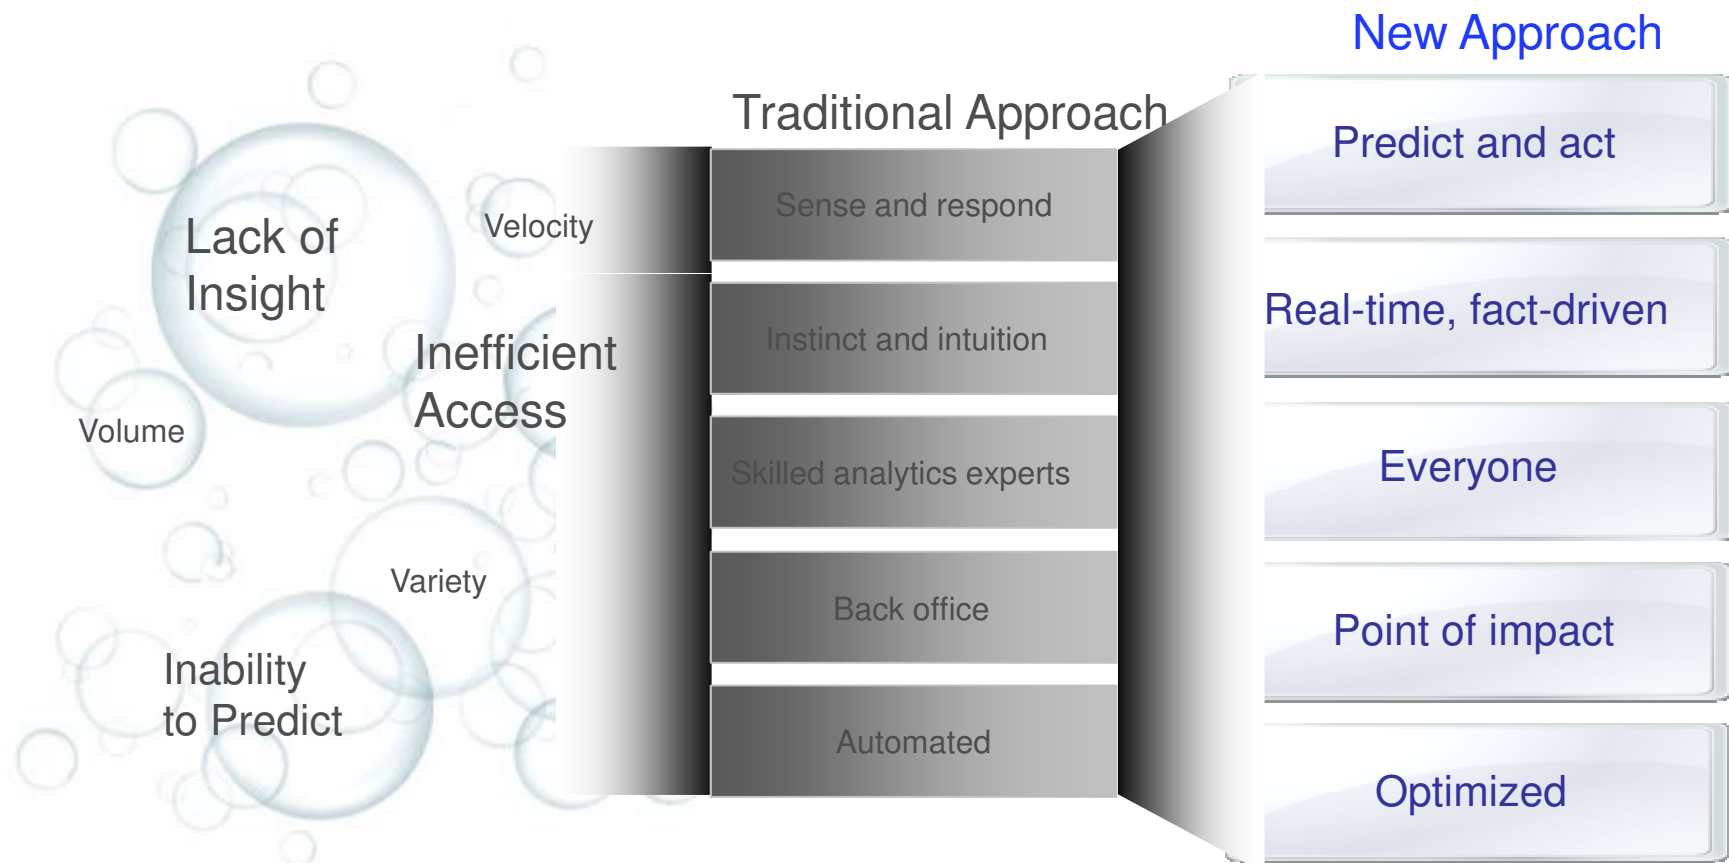 New Approach
Traditional Approach
Lack of
Insight
Velocity
Inefficient
Access
Volume
Variety
Inability
to Predict
Sense and respond
Instinct and intuition
Skilled analytics experts
Back office
Automated
Predict and act
Real-time, fact-driven
Everyone
Point of impact
Optimized